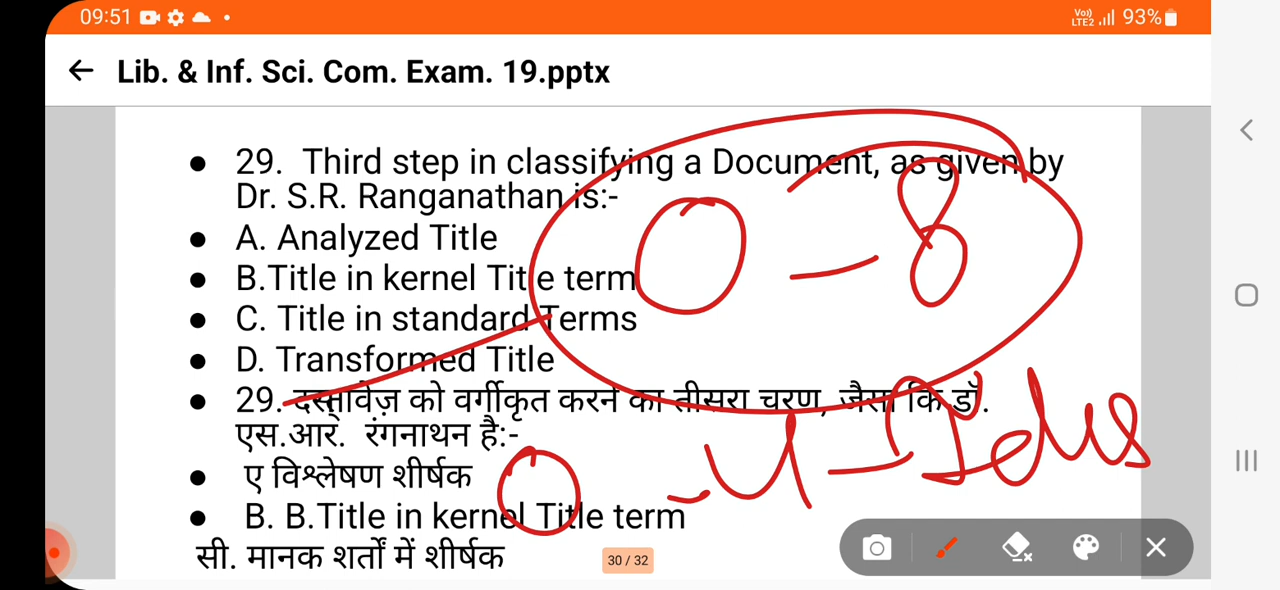 09:51 Vo)) LTE2 93%
Lib. & Inf. Sci. Com. Exam. 19.pptx
29. Third step in classifying a Document, as given by
Dr. S.R. Ranganathan is:-
A. Analyzed Title
B.Title in kernel Title term
C. Title in standard Terms
D. Transformed Title
0 – 8
29. दस्तावेज़ को वर्गीकृत करने का तीसरा चरण, जैसा कि डॉ.
एस.आर. रंगनाथन है:-
ए विश्लेषण शीर्षक
B. B.Title in kernel Title term
सी. मानक शर्तों में शीर्षक
30 / 32